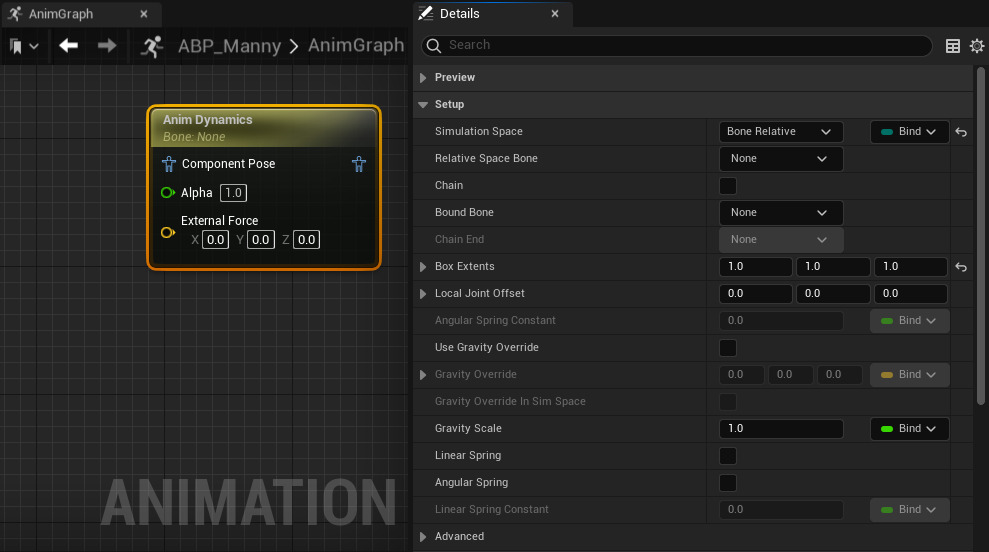 AnimGraph
ABP_Manny > AnimGraph
Anim Dynamics
Bone: None
Component Pose
Alpha 1.0
External Force
X 0.0 Y 0.0 Z 0.0
ANIMATION
Details
Search
Preview
Setup
Simulation Space Bone Relative Bind
Relative Space Bone None
Chain
Bound Bone None
Chain End None
Box Extents 1.0 1.0 1.0
Local Joint Offset 0.0 0.0 0.0
Angular Spring Constant 0.0 Bind
Use Gravity Override
Gravity Override 0.0 0.0 0.0 Bind
Gravity Override In Sim Space
Gravity Scale 1.0 Bind
Linear Spring
Angular Spring
Linear Spring Constant 0.0 Bind
Advanced